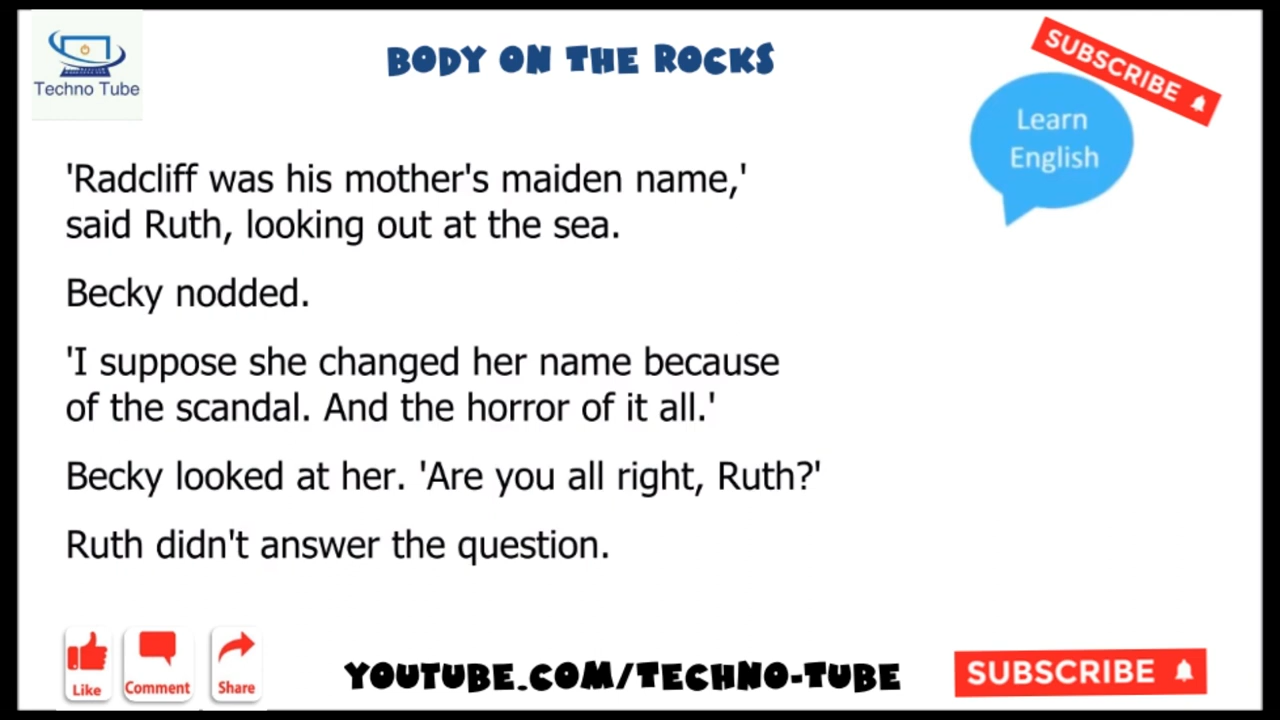 Techno Tube
BODY ON THE ROCKS
SUBSCRIBE
Learn
English
'Radcliff was his mother's maiden name,'
said Ruth, looking out at the sea.
Becky nodded.
'I suppose she changed her name because
of the scandal. And the horror of it all.'
Becky looked at her. 'Are you all right, Ruth?'
Ruth didn't answer the question.
Like
Comment
Share
YOUTUBE.COM/TECHNO-TUBE
SUBSCRIBE